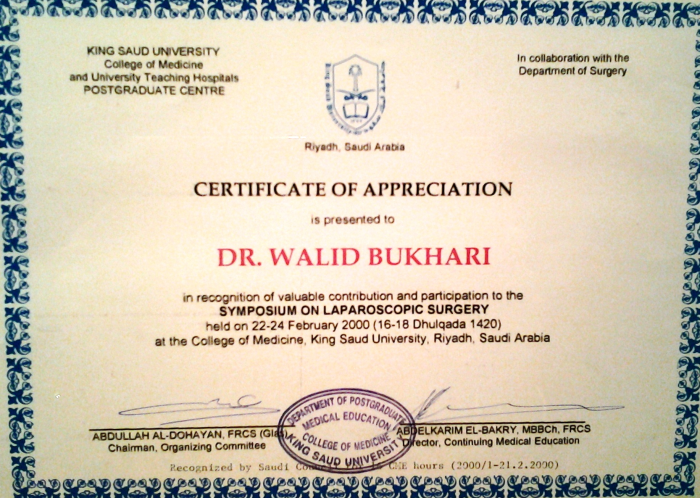 KING SAUD UNIVERSITY
College of Medicine
and University Teaching Hospitals
POSTGRADUATE CENTRE
In collaboration with the
Department of Surgery
Riyadh, Saudi Arabia
CERTIFICATE OF APPRECIATION
is presented to
DR. WALID BUKHARI
in recognition of valuable contribution and participation to the
SYMPOSIUM ON LAPAROSCOPIC SURGERY
held on 22-24 February 2000 (16-18 Dhulqada 1420)
at the College of Medicine, King Saud University, Riyadh, Saudi Arabia
DEPARTMENT OF POSTGRADUATE
MEDICAL EDUCATION
COLLEGE OF MEDICINE
KING SAUD UNIVERSITY
ABDULLAH AL-DOHAYAN, FRCS (Glas)
Chairman, Organizing Committee
ABDELKARIM EL-BAKRY, MBBCh, FRCS
Director, Continuing Medical Education
Recognized by Saudi CME hours (2000/1-21.2.2000)